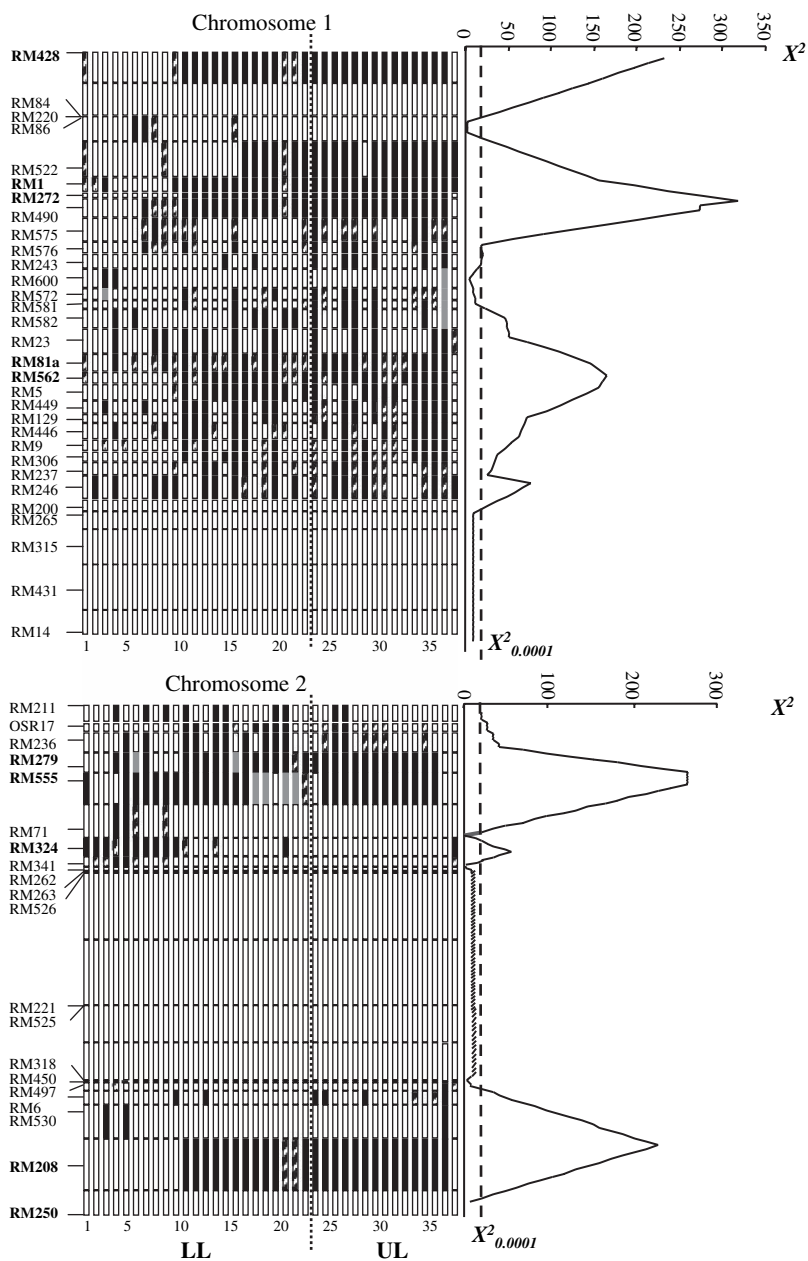 Chromosome 1
0 50 100 150 200 250 300 350
X²
RM428
RM84
RM220
RM86
RM522
RM1
RM272
RM490
RM575
RM576
RM243
RM600
RM572
RM581
RM582
RM23
RM81a
RM562
RM5
RM449
RM129
RM446
RM9
RM306
RM237
RM246
RM200
RM265
RM315
RM431
RM14
1 5 10 15 20 25 30 35
X²0.0001
Chromosome 2
0 100 200 300
X²
RM211
OSR17
RM236
RM279
RM555
RM71
RM324
RM341
RM262
RM263
RM526
RM221
RM525
RM318
RM450
RM497
RM6
RM530
RM208
RM250
1 5 10 15 20 25 30 35
X²0.0001
LL UL